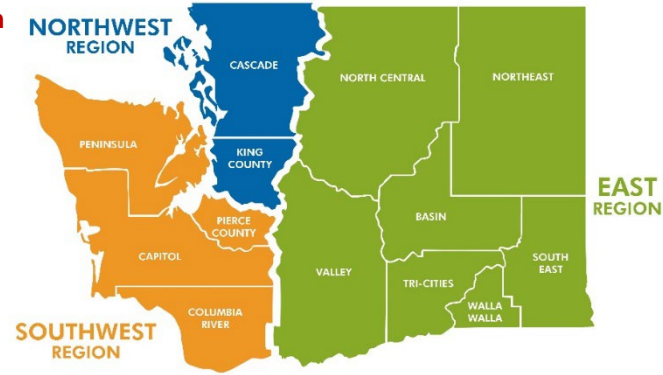 n
NORTHWEST
REGION
CASCADE
NORTH CENTRAL
NORTHEAST
PENINSULA
KING
COUNTY
EAST
REGION
PIERCE
COUNTY
BASIN
CAPITOL
VALLEY
SOUTH
EAST
TRI-CITIES
COLUMBIA
RIVER
WALLA
WALLA
SOUTHWEST
REGION